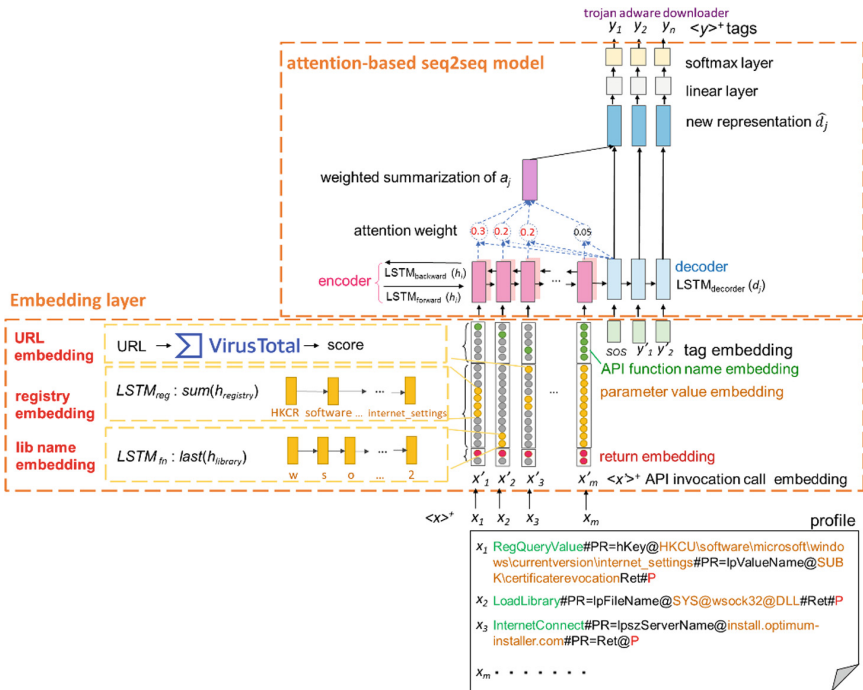 trojan adware downloader
y1 y2 yn <y>+ tags
attention-based seq2seq model
softmax layer
linear layer
new representation d̂j
weighted summarization of aj
attention weight
0.3 0.2 0.2 0.05
encoder
LSTMbackward (hi)
LSTMforward (hi)
...
decoder
LSTMdecorder (dj)
Embedding layer
URL embedding
URL
VirusTotal
score
SOS y'1 y'2
tag embedding
API function name embedding
registry embedding
LSTMreg : sum(hregistry)
...
HKCR software ... internet_settings
...
parameter value embedding
lib name embedding
LSTM fn : last(hlibrary)
...
w s o ... 2
return embedding
x'1 x'2 x'3 x'm <x'>+ API invocation call embedding
<x>+ x1 x2 x3 xm
profile
x1 RegQueryValue#PR=hKey@HKCU\software\microsoft\windo
ws\currentversion\internet_settings#PR=lpValueName@SUB
K\certificaterevocationRet#P
x2 LoadLibrary#PR=lpFileName@SYS@wsock32@DLL#Ret#P
x3 InternetConnect#PR=lpszServerName@install.optimum-
installer.com#PR=Ret@P
xm . . . . . . .